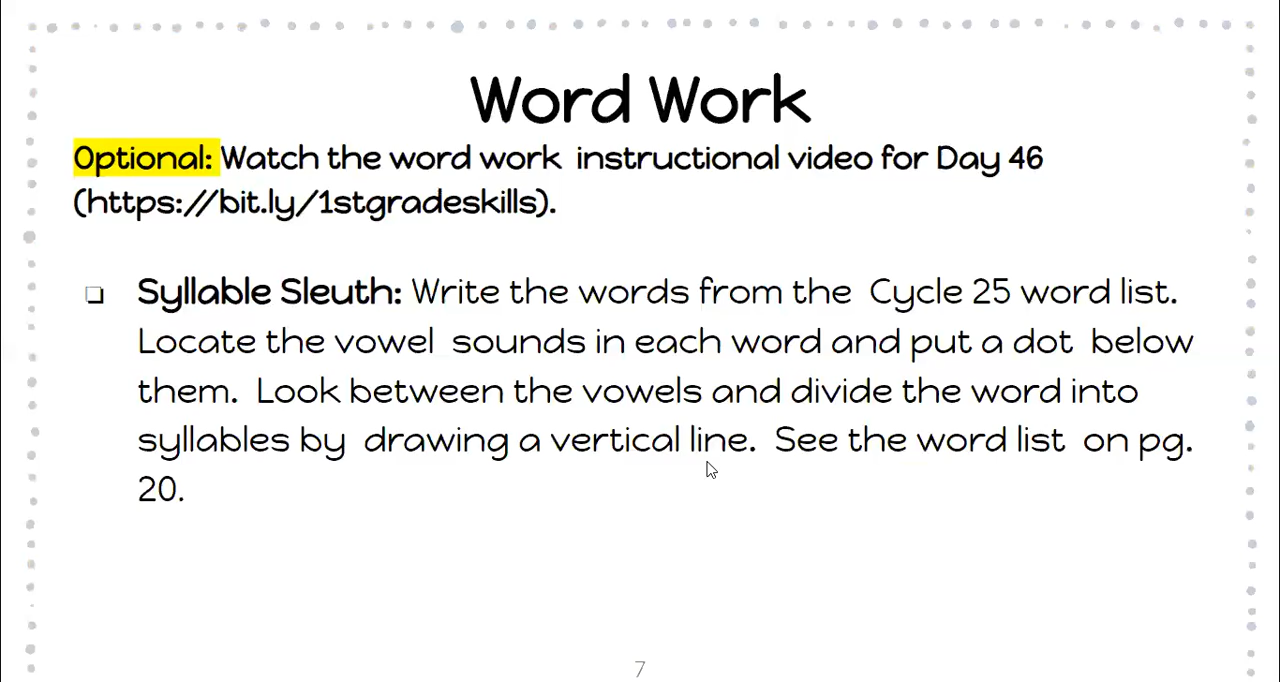 Word Work
Optional: Watch the word work instructional video for Day 46
(https://bit.ly/1stgradeskills).
❑ Syllable Sleuth: Write the words from the Cycle 25 word list.
Locate the vowel sounds in each word and put a dot below
them. Look between the vowels and divide the word into
syllables by drawing a vertical line. See the word list on pg.
20.
7